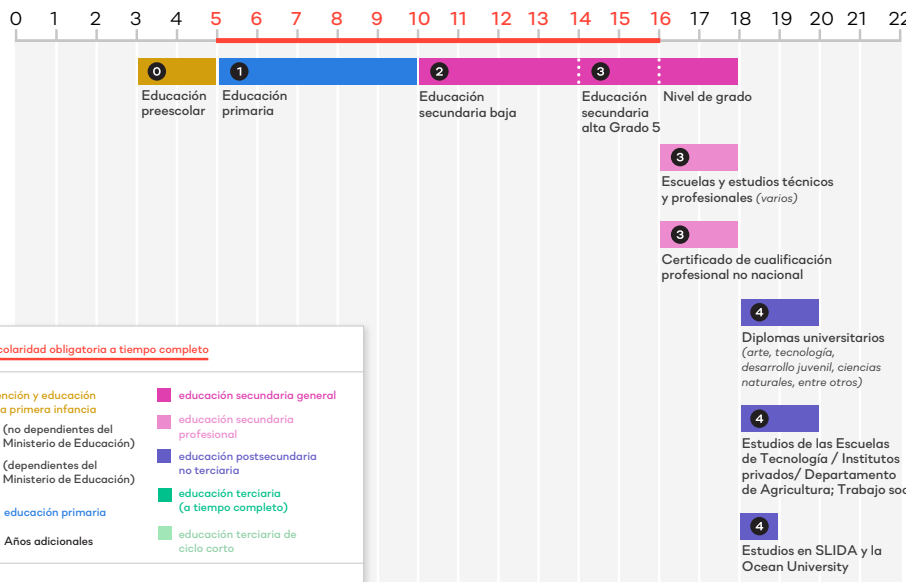 0 1 2 3 4 5 6 7 8 9 10 11 12 13 14 15 16 17 18 19 20 21 22
0
1
2
3
Educación
preescolar
Educación
primaria
Educación
secundaria baja
Educación
secundaria
alta Grado 5
Nivel de grado
3
Escuelas y estudios técnicos
y profesionales (varios)
3
Certificado de cualificación
profesional no nacional
4
Diplomas universitarios
(arte, tecnología,
desarrollo juvenil, ciencias
naturales, entre otros)
4
Estudios de las Escuelas
de Tecnología / Institutos
privados/ Departamento
de Agricultura; Trabajo soc
4
Estudios en SLIDA y la
Ocean University
colaridad obligatoria a tiempo completo
nción y educación
a primera infancia
(no dependientes del
Ministerio de Educación)
(dependientes del
Ministerio de Educación)
educación primaria
Años adicionales
educación secundaria general
educación secundaria
profesional
educación postsecundaria
no terciaria
educación terciaria
(a tiempo completo)
educación terciaria de
ciclo corto